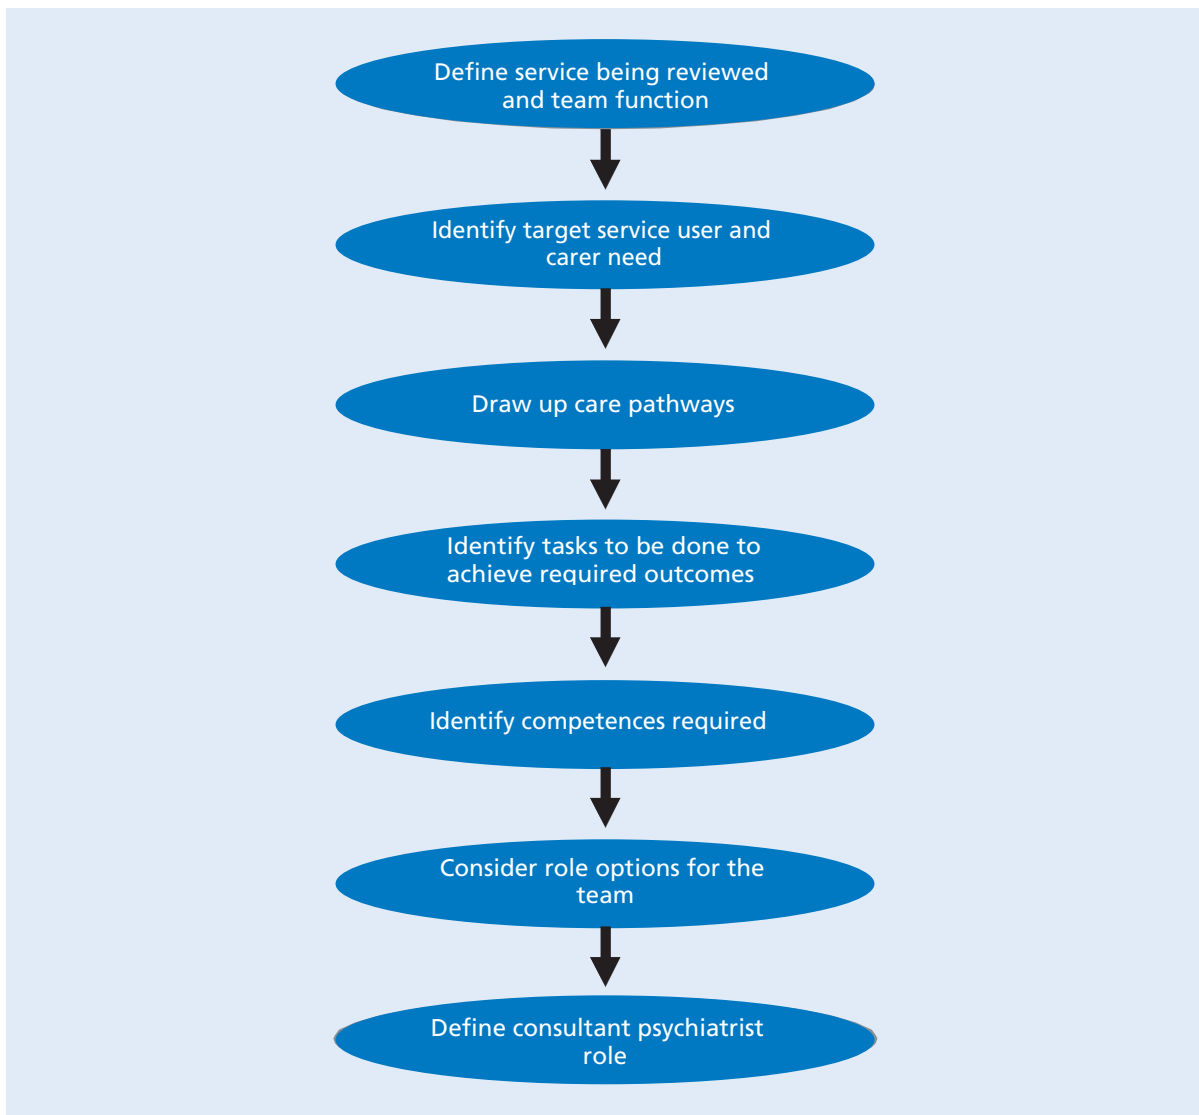 Define service being reviewed
and team function
Identify target service user and
carer need
Draw up care pathways
Identify tasks to be done to
achieve required outcomes
Identify competences required
Consider role options for the
team
Define consultant psychiatrist
role